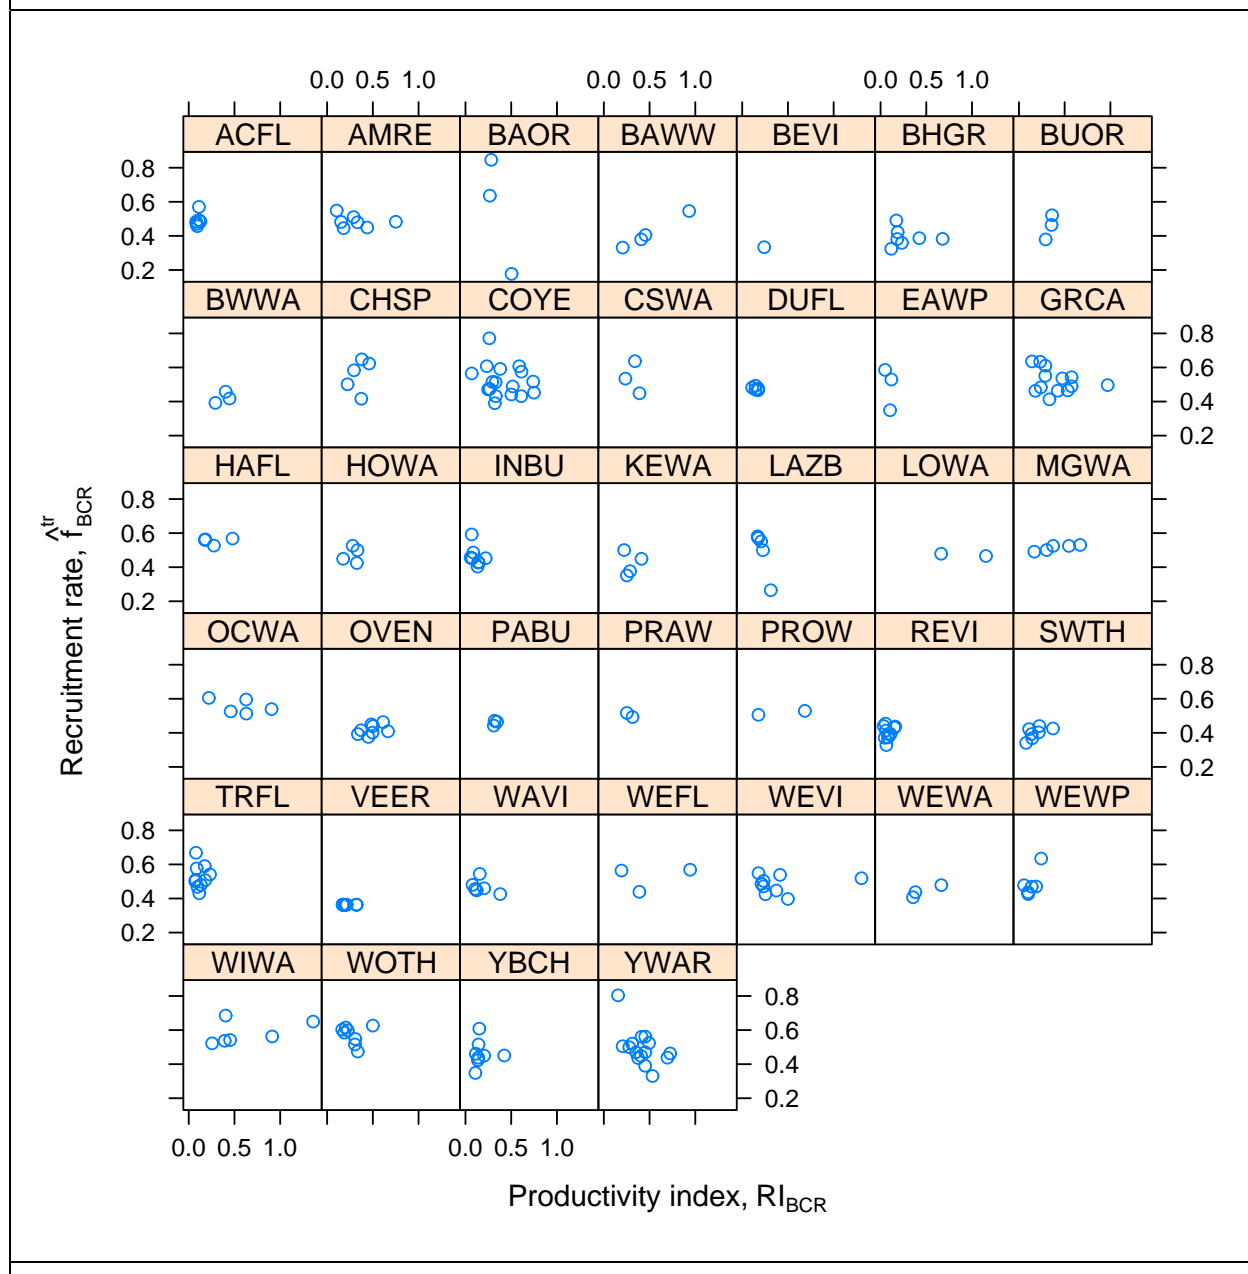 0.0 0.5 1.0 0.0 0.5 1.0 0.0 0.5 1.0
ACFL AMRE BAOR BAWW BEVI BHGR BUOR
0.8
0.6
0.4
0.2
BWWA CHSP COYE CSWA DUFL EAWP GRCA
0.8
0.6
0.4
0.2
HAFL HOWA INBU KEWA LAZB LOWA MGWA
0.8
0.6
0.4
0.2
OCWA OVEN PABU PRAW PROW REVI SWTH
0.8
0.6
0.4
0.2
TRFL VEER WAVI WEFL WEVI WEWA WEWP
0.8
0.6
0.4
0.2
WIWA WOTH YBCH YWAR
0.8
0.6
0.4
0.2
0.0 0.5 1.0 0.0 0.5 1.0
Recruitment rate, f̂ᵗʳBCR
Productivity index, RIBCR